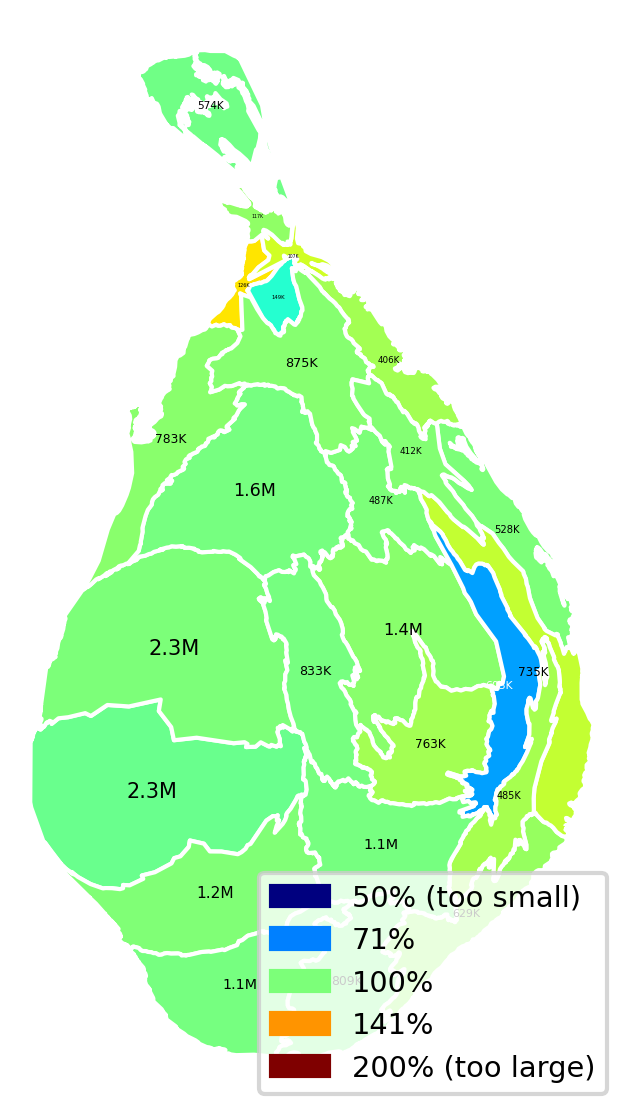 574K
117K
107K
126K
149K
875K
406K
783K
412K
1.6M
487K
528K
1.4M
2.3M
833K
735K
763K
2.3M
485K
1.1M
1.2M
629K
1.1M
809K
50% (too small)
71%
100%
141%
200% (too large)